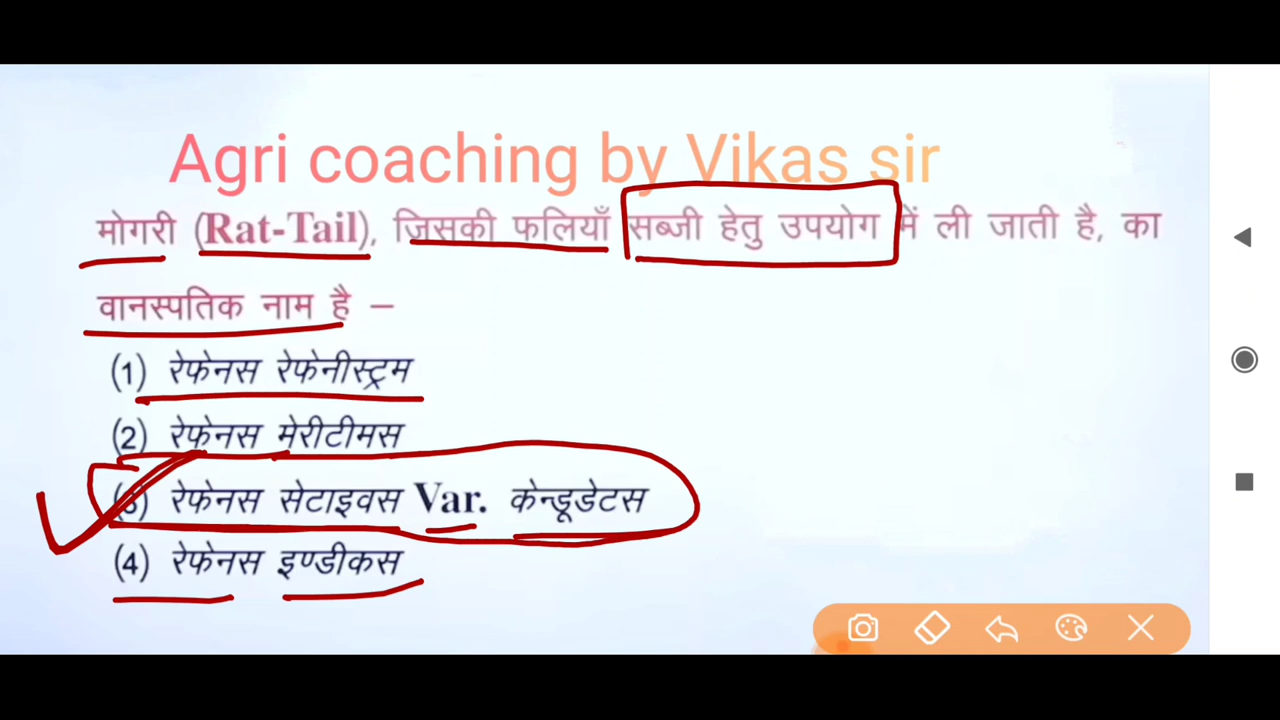 Agri coaching by Vikas sir
मोगरी (Rat-Tail), जिसकी फलियाँ सब्जी हेतु उपयोग में ली जाती है, का
वानस्पतिक नाम है –
(1) रेफेनस रेफेनीस्ट्रम
(2) रेफेनस मेरीटीमस
(3) रेफेनस सेटाइवस Var. केन्डूडेटस
(4) रेफेनस इण्डीकस